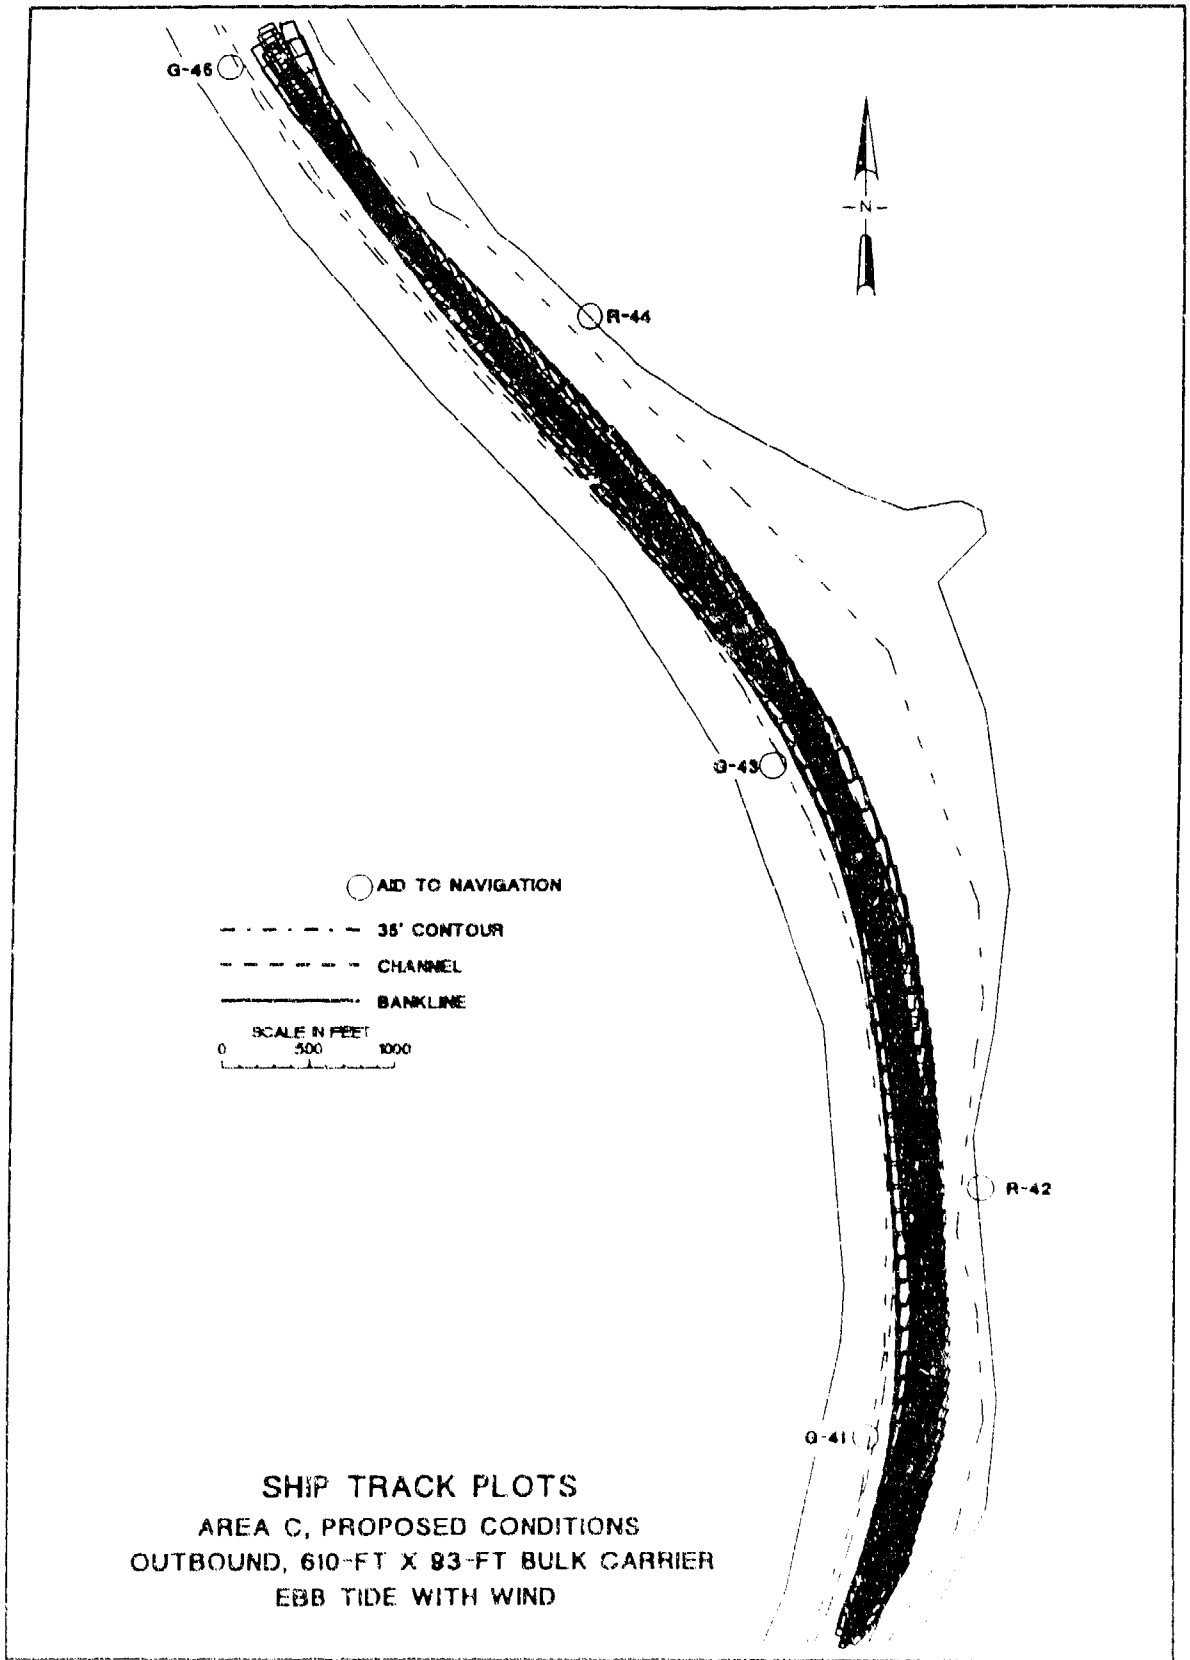 G-45
-N-
R-44
G-43
AID TO NAVIGATION
35' CONTOUR
CHANNEL
BANKLINE
SCALE IN FEET
0 500 1000
R-42
G-41
SHIP TRACK PLOTS
AREA C, PROPOSED CONDITIONS
OUTBOUND, 610-FT X 93-FT BULK CARRIER
EBB TIDE WITH WIND